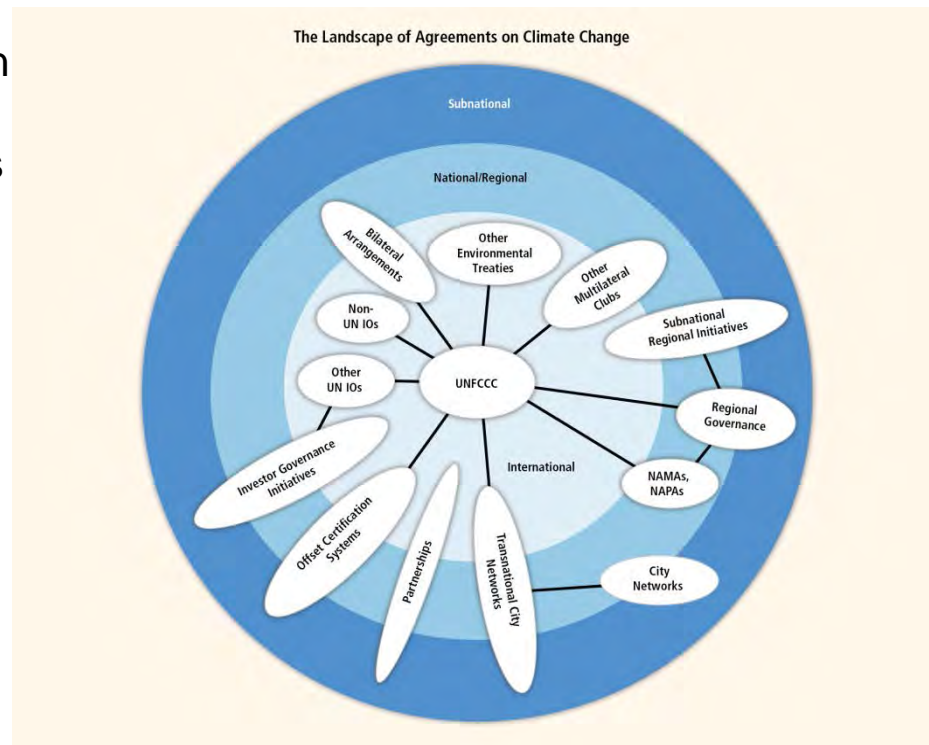 The Landscape of Agreements on Climate Change
n
s
Subnational
National/Regional
Bilateral
Arrangements
Other
Environmental
Treaties
Other
Multilateral
Clubs
Non-
UN IOs
Subnational
Regional Initiatives
Other
UN IOs
UNFCCC
Regional
Governance
Investor Governance
Initiatives
International
NAMAs,
NAPAs
Offset Certification
Systems
Partnerships
Transnational City
Networks
City
Networks